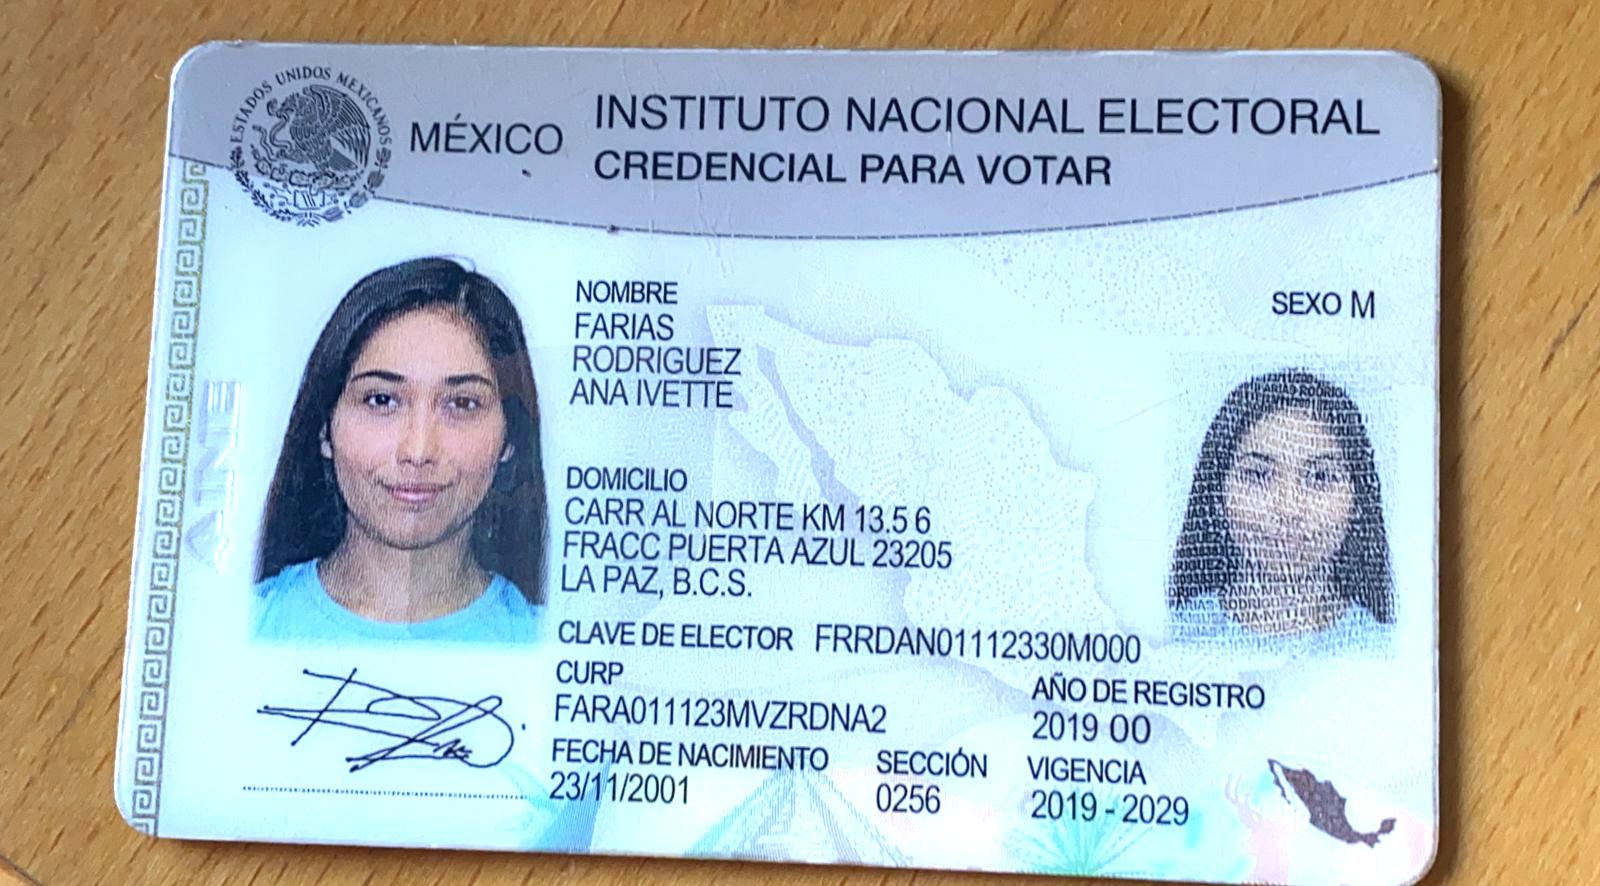 ESTADOS UNIDOS MEXICANOS
MÉXICO
INSTITUTO NACIONAL ELECTORAL
CREDENCIAL PARA VOTAR
NOMBRE
FARIAS
RODRIGUEZ
ANA IVETTE
SEXO M
DOMICILIO
CARR AL NORTE KM 13.5 6
FRACC PUERTA AZUL 23205
LA PAZ, B.C.S.
CLAVE DE ELECTOR FRRDAN01112330M000
CURP
FARA011123MVZRDNA2
AÑO DE REGISTRO
2019 00
FECHA DE NACIMIENTO
23/11/2001
SECCIÓN
0256
VIGENCIA
2019 - 2029
INE